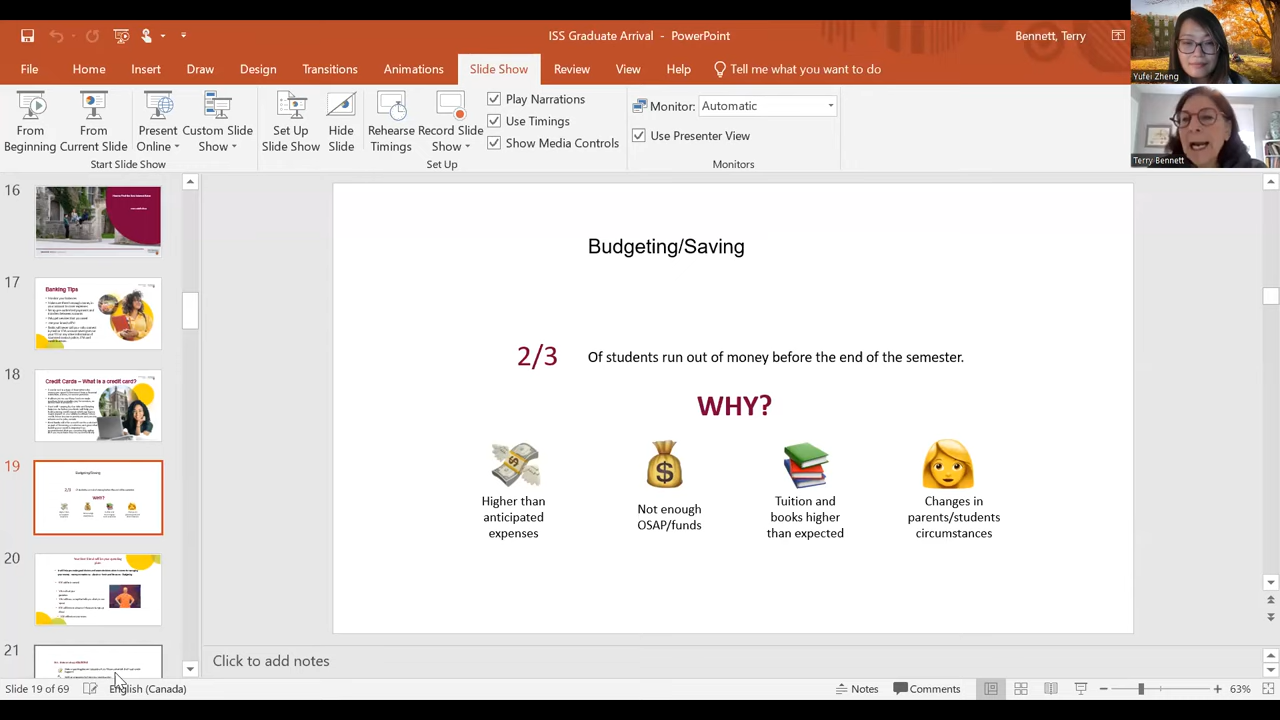 ISS Graduate Arrival - PowerPoint
Bennett, Terry
File
Home
Insert
Draw
Design
Transitions
Animations
Slide Show
Review
View
Help
Tell me what you want to do
From
Beginning
From
Current Slide
Present
Online
Custom Slide
Show
Start Slide Show
Set Up
Slide Show
Hide
Slide
Rehearse
Timings
Record Slide
Show
Play Narrations
Use Timings
Show Media Controls
Set Up
Monitor:
Automatic
Use Presenter View
Monitors
Yufei Zheng
Terry Bennett
16
17
Banking Tips
18
Credit Cards – What is a credit card?
19
Budgeting/Saving
2/3
WHY?
20
21
Budgeting/Saving
2/3 Of students run out of money before the end of the semester.
WHY?
Higher than
anticipated
expenses
Not enough
OSAP/funds
Tuition and
books higher
than expected
Changes in
parents/students
circumstances
Click to add notes
Slide 19 of 69
English (Canada)
Notes
Comments
63%